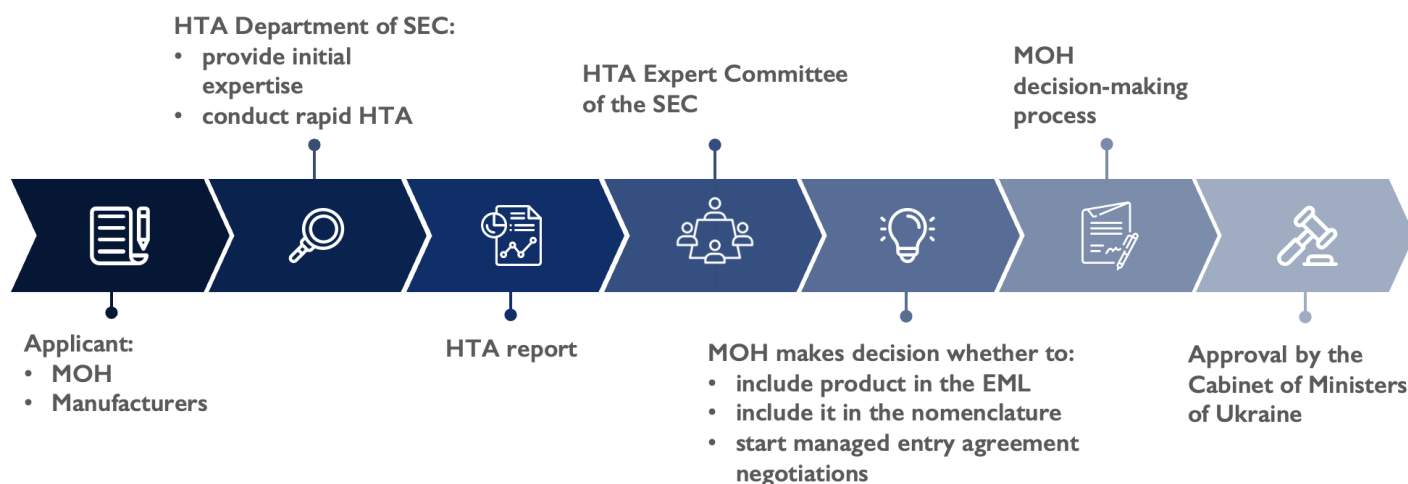 HTA Department of SEC:
• provide initial
expertise
• conduct rapid HTA
HTA Expert Committee
of the SEC
MOH
decision-making
process
Applicant:
• MOH
• Manufacturers
HTA report
MOH makes decision whether to:
• include product in the EML
• include it in the nomenclature
• start managed entry agreement
negotiations
Approval by the
Cabinet of Ministers
of Ukraine